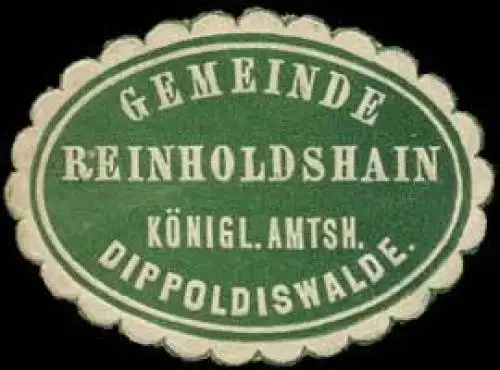 GEMEINDE
REINHOLDSHAIN
KÖNIGL. AMTSH.
DIPPOLDISWALDE.